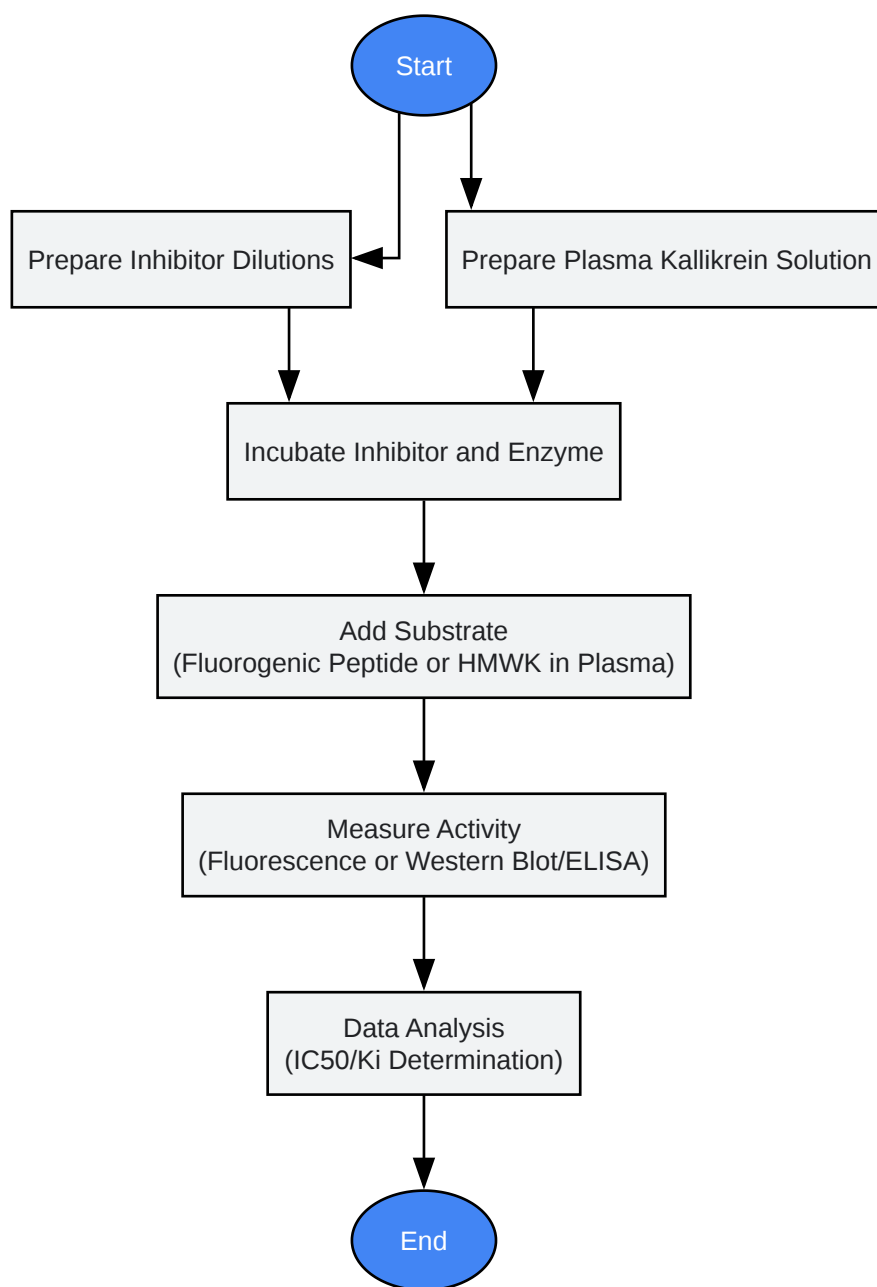 Start
Prepare Inhibitor Dilutions
Prepare Plasma Kallikrein Solution
Incubate Inhibitor and Enzyme
Add Substrate
(Fluorogenic Peptide or HMWK in Plasma)
Measure Activity
(Fluorescence or Western Blot/ELISA)
Data Analysis
(IC50/Ki Determination)
End